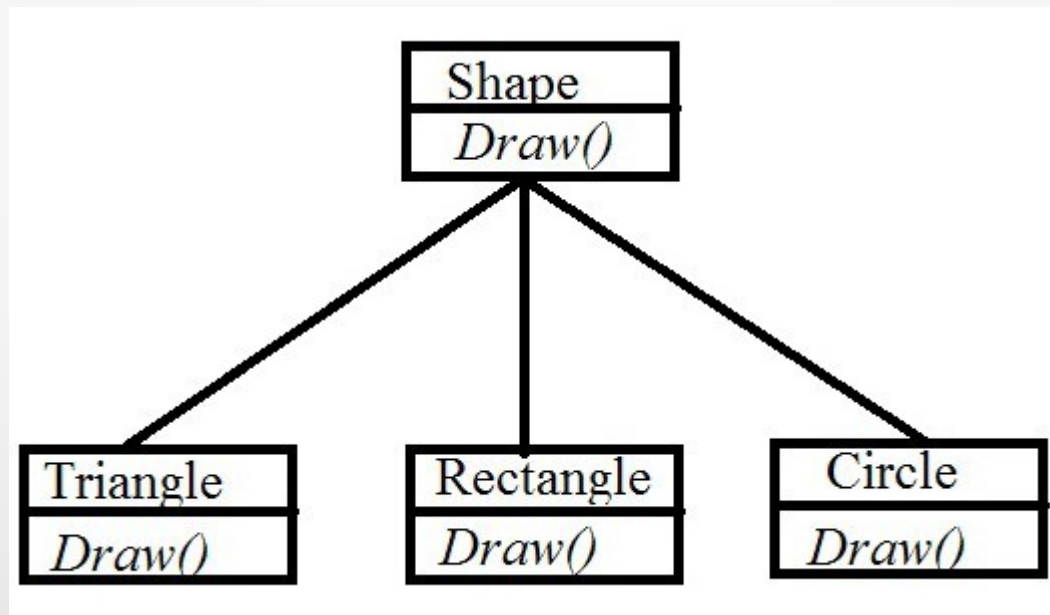 Shape
Draw()
Triangle
Draw()
Rectangle
Draw()
Circle
Draw()